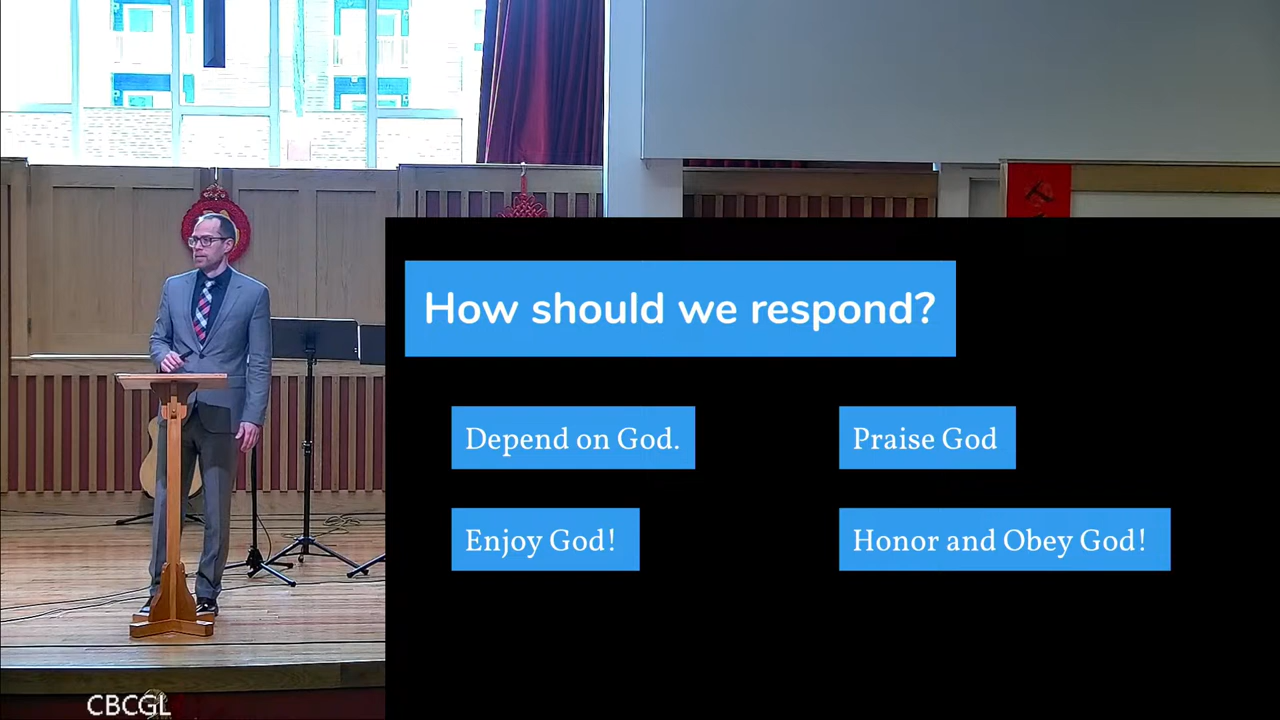 How should we respond?
Depend on God.
Praise God
Enjoy God!
Honor and Obey God!
CBCGL